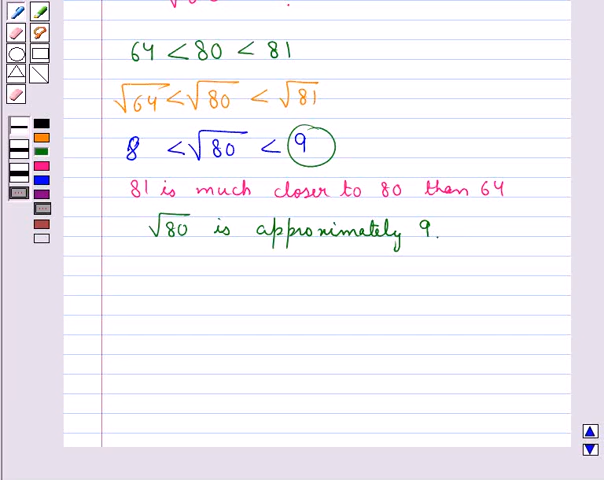 64 < 80 < 81
√64 < √80 < √81
8 < √80 < 9
81 is much closer to 80 than 64
√80 is approximately 9.